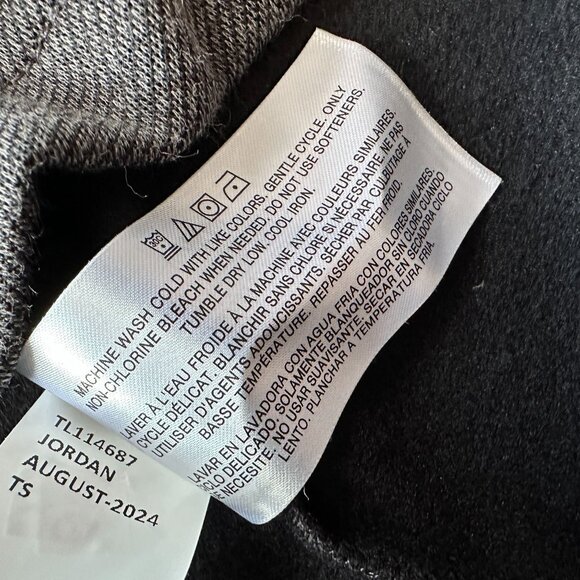 30C
MACHINE WASH COLD WITH LIKE COLORS, GENTLE CYCLE. ONLY
NON-CHLORINE BLEACH WHEN NEEDED. DO NOT USE SOFTENERS.
TUMBLE DRY LOW. COOL IRON.
LAVER À L'EAU FROIDE À LA MACHINE AVEC COULEURS SIMILAIRES.
CYCLE DÉLICAT. BLANCHIR SANS CHLORE SI NÉCESSAIRE. NE PAS
UTILISER D'AGENTS ADOUCISSANTS. SÉCHER PAR CULBUTAGE À
BASSE TEMPÉRATURE. REPASSER AU FER FROID.
LAVAR EN LAVADORA CON AGUA FRIA CON COLORES SIMILARES,
CICLO DELICADO. SOLAMENTE BLANQUEADOR SIN CLORO CUANDO
SE NECESITE. NO USAR SUAVISANTE. SECAR EN SECADORA CICLO
LENTO. PLANCHAR A TEMPERATURA FRIA.
TL114687
JORDAN
AUGUST-2024
TS